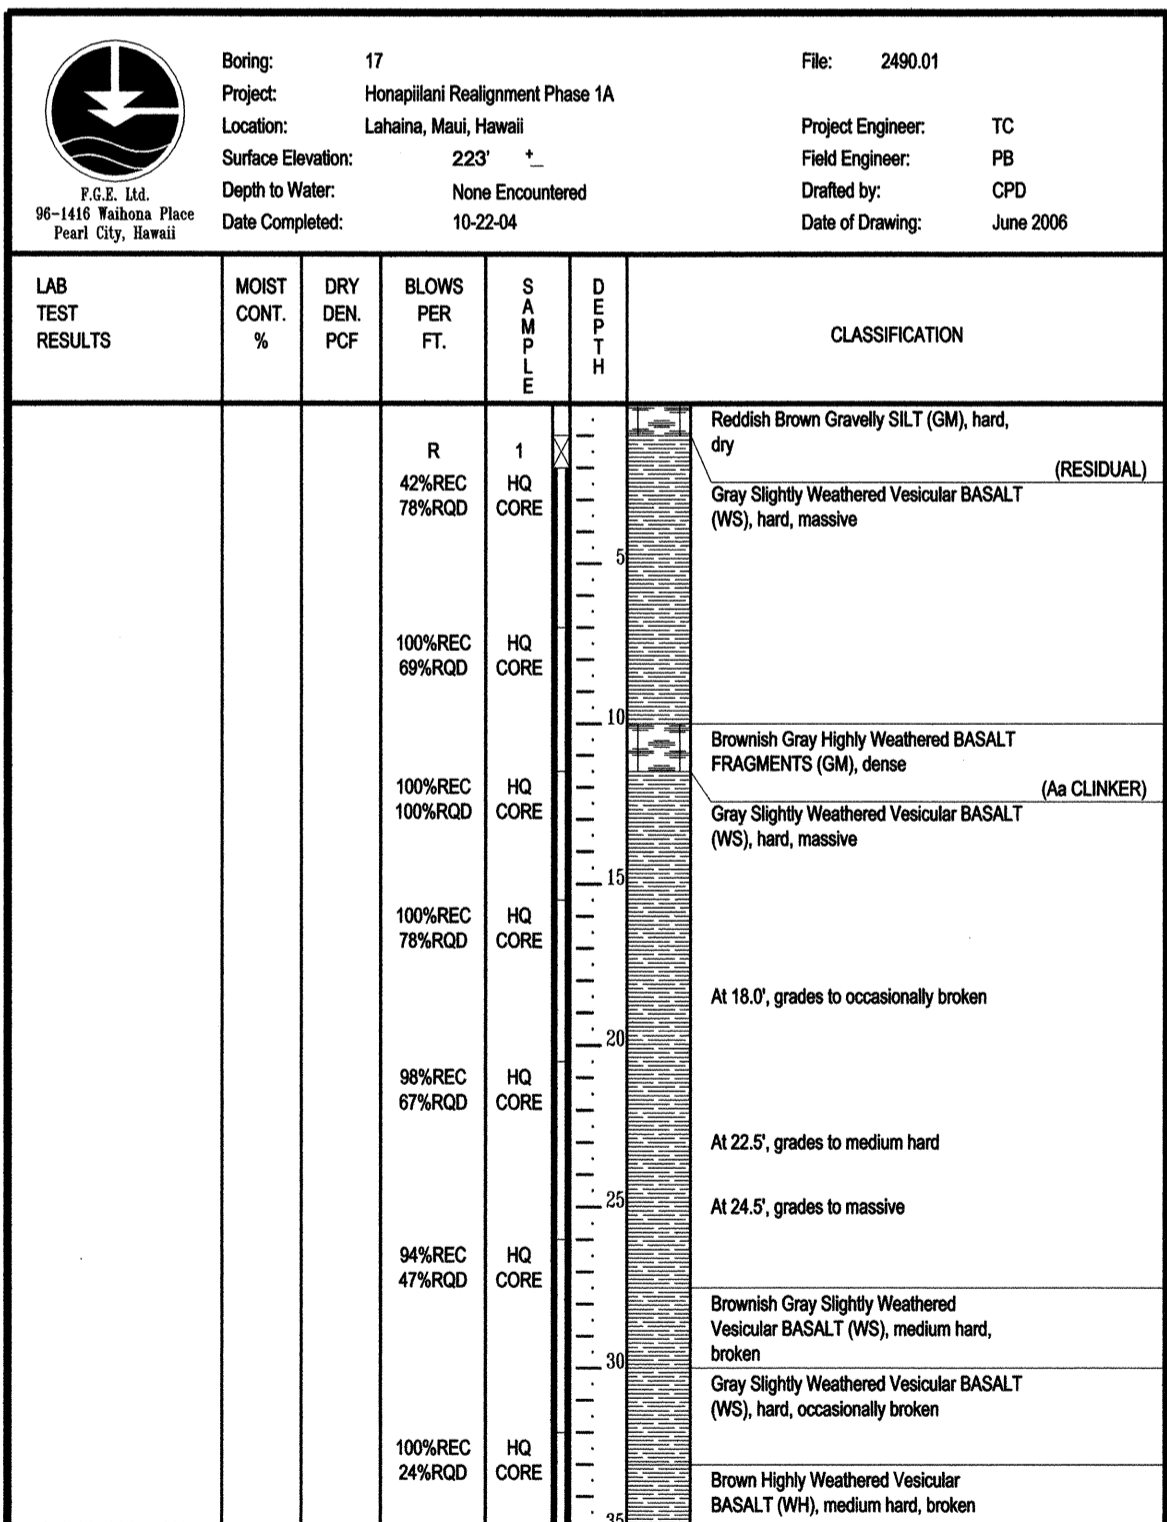 F.G.E. Ltd.
96-1416 Waihona Place
Pearl City, Hawaii
Boring: 17
Project: Honapiilani Realignment Phase 1A
Location: Lahaina, Maui, Hawaii
Surface Elevation: 223' ±
Depth to Water: None Encountered
Date Completed: 10-22-04
File: 2490.01
Project Engineer: TC
Field Engineer: PB
Drafted by: CPD
Date of Drawing: June 2006
LAB
TEST
RESULTS
MOIST
CONT.
%
DRY
DEN.
PCF
BLOWS
PER
FT.
SAMPLE
DEPTH
CLASSIFICATION
Reddish Brown Gravelly SILT (GM), hard,
dry
(RESIDUAL)
R 1
42%REC HQ
78%RQD CORE
Gray Slightly Weathered Vesicular BASALT
(WS), hard, massive
5
100%REC HQ
69%RQD CORE
10
Brownish Gray Highly Weathered BASALT
FRAGMENTS (GM), dense
(Aa CLINKER)
100%REC HQ
100%RQD CORE
Gray Slightly Weathered Vesicular BASALT
(WS), hard, massive
15
100%REC HQ
78%RQD CORE
At 18.0', grades to occasionally broken
20
98%REC HQ
67%RQD CORE
At 22.5', grades to medium hard
25
At 24.5', grades to massive
94%REC HQ
47%RQD CORE
Brownish Gray Slightly Weathered
Vesicular BASALT (WS), medium hard,
broken
30
Gray Slightly Weathered Vesicular BASALT
(WS), hard, occasionally broken
100%REC HQ
24%RQD CORE
Brown Highly Weathered Vesicular
BASALT (WH), medium hard, broken
35